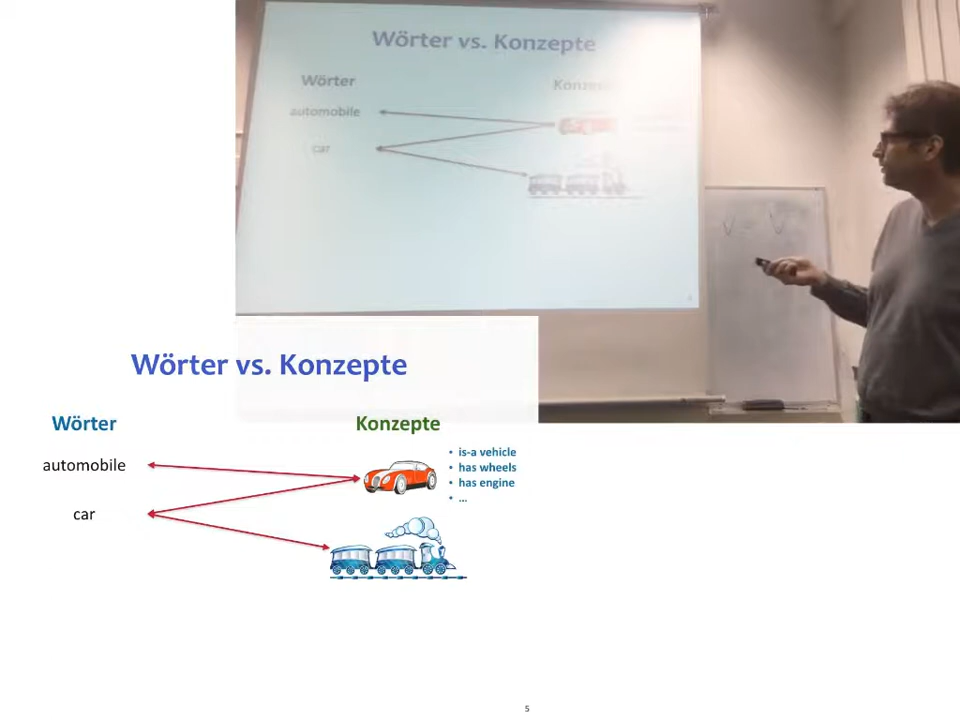 Wörter vs. Konzepte
Wörter
automobile
car
Wörter vs. Konzepte
Wörter
Konzepte
automobile
car
• is-a vehicle
• has wheels
• has engine
• ...
5